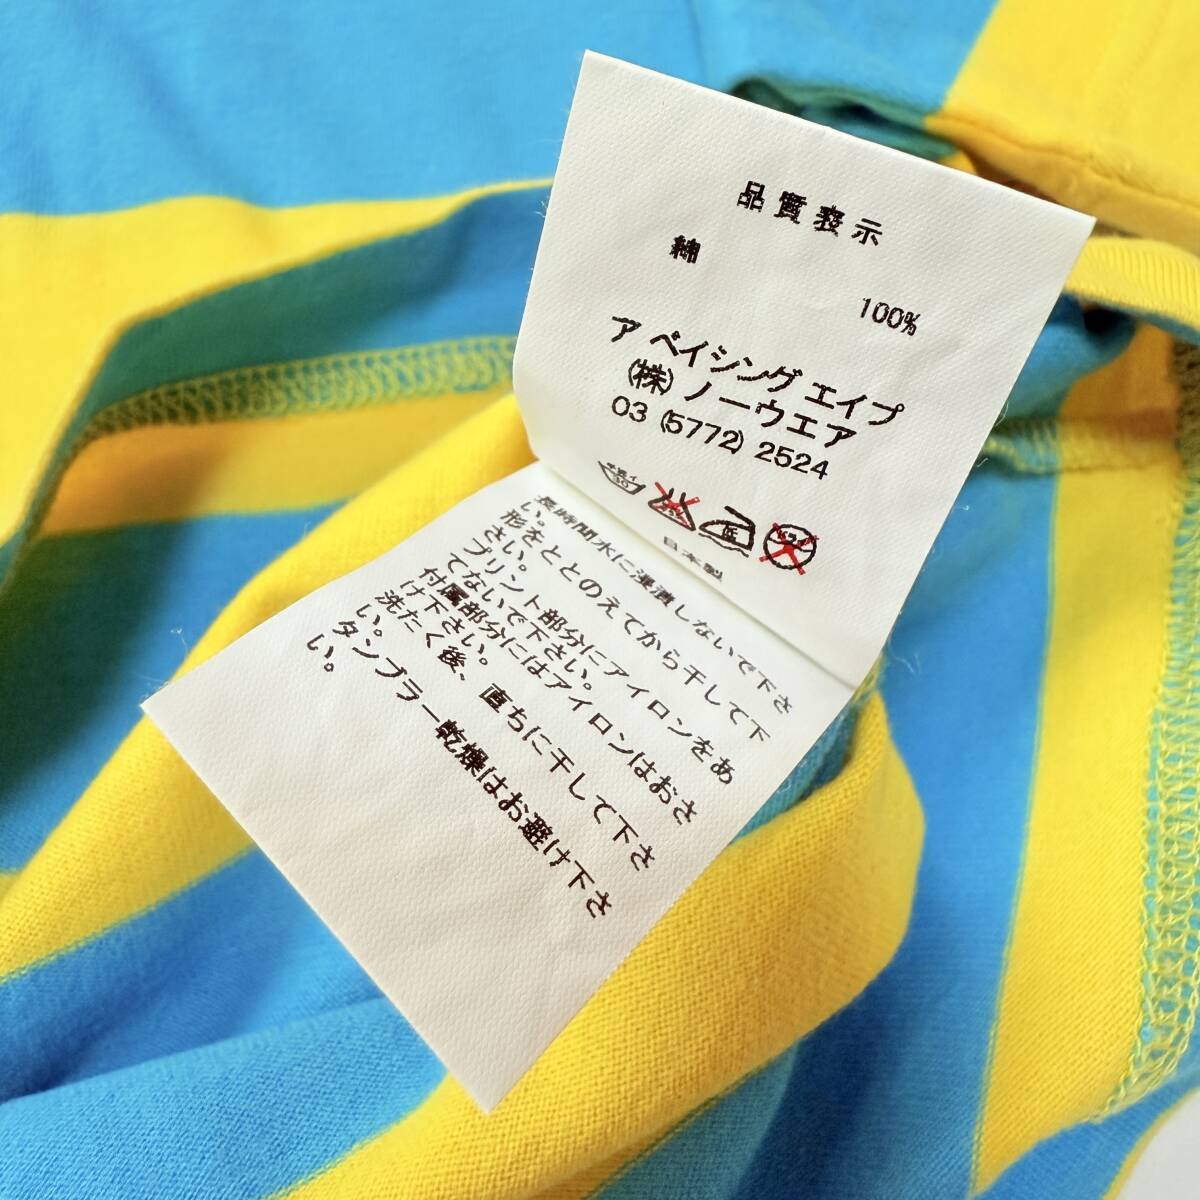 品質表示
綿
100%
ア ベイシング エイプ
(株) ノーウエア
03 (5772) 2524
日本製
長時間水に浸漬しないで下さ
い。
形をととのえてから干して下
さい。
プリント部分にアイロンをあ
てないで下さい。
付属部分にはアイロンはおさ
け下さい。
洗たく後、直ちに干して下さ
い。
タンブラー乾燥はお避け下さ
い。